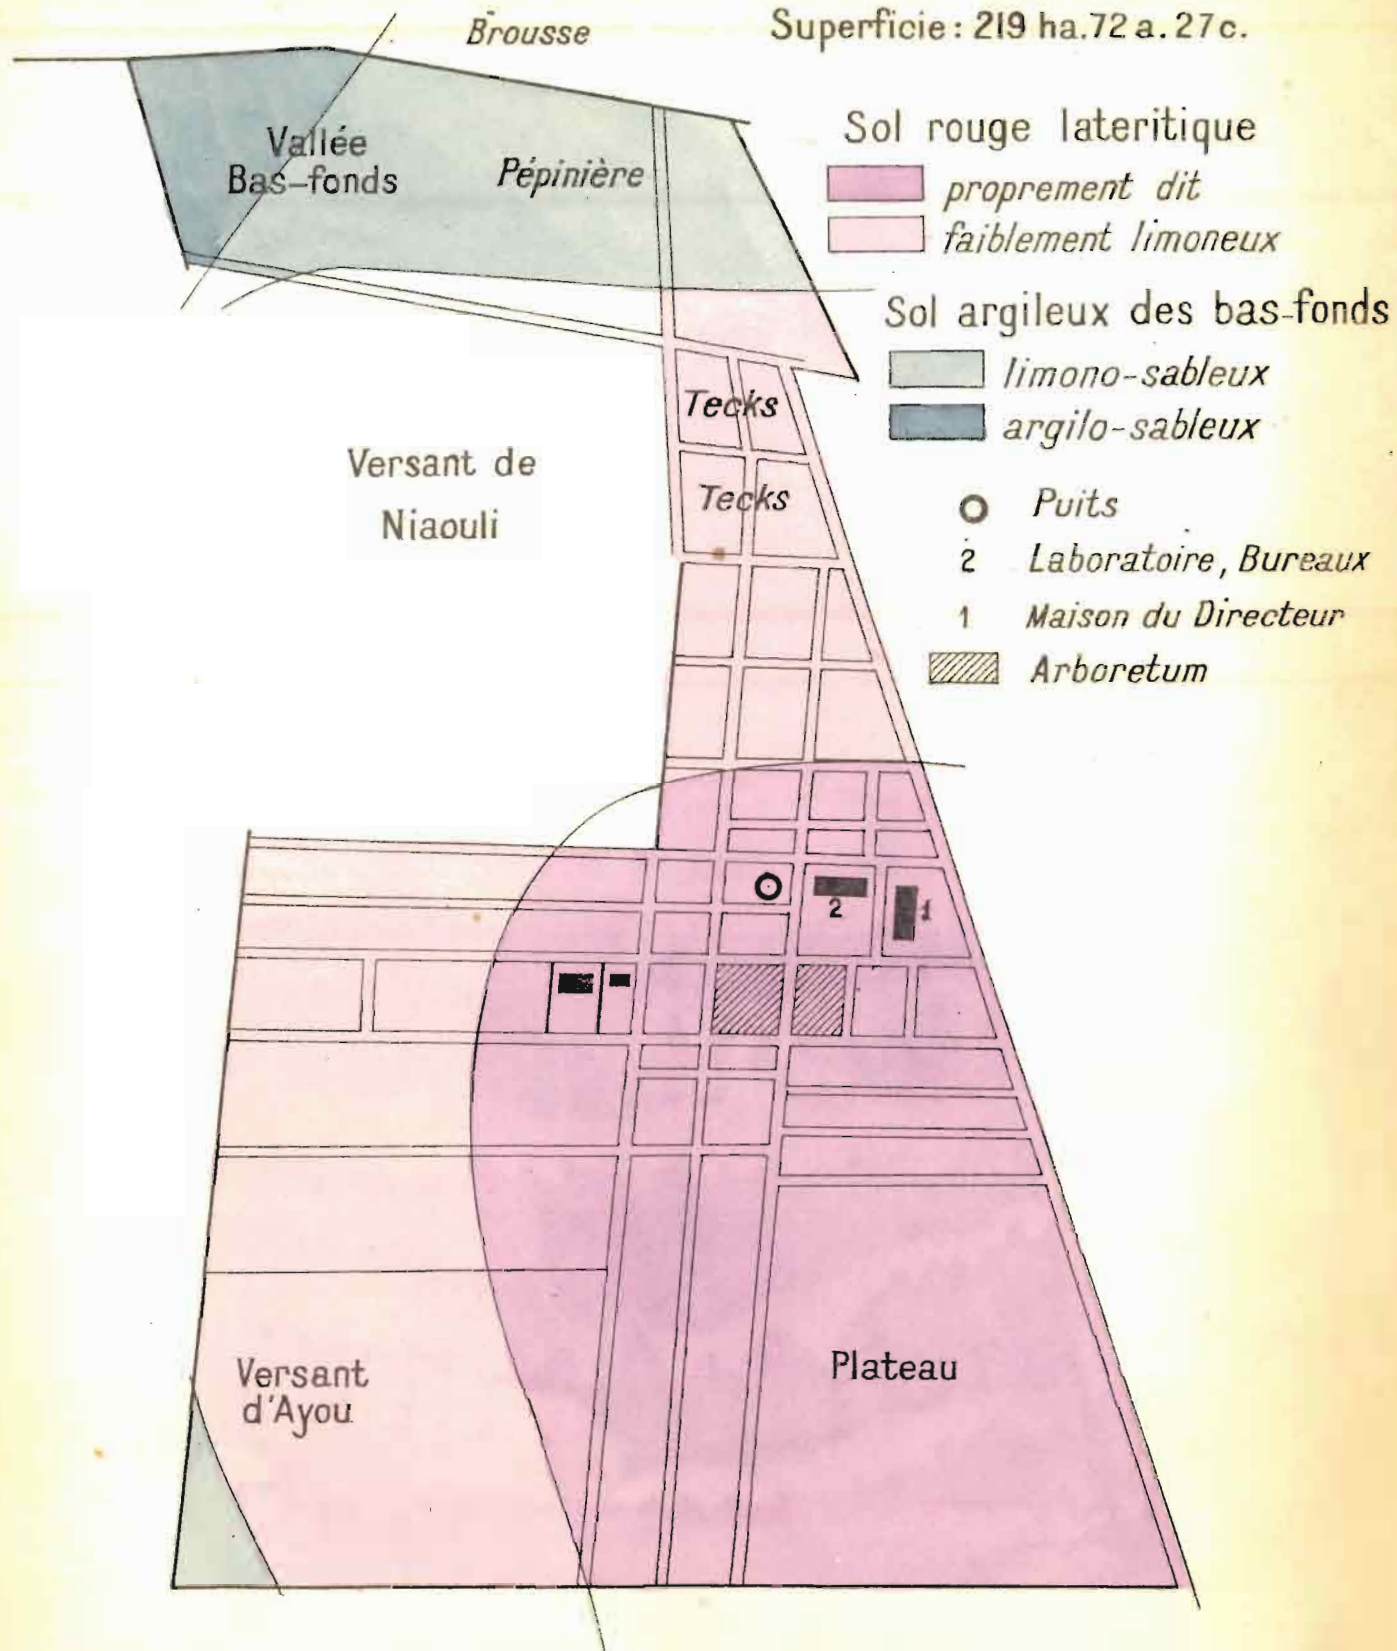 Brousse
Superficie : 219 ha. 72 a. 27 c.
Vallée
Bas-fonds
Pépinière
Sol rouge lateritique
proprement dit
faiblement limoneux
Sol argileux des bas-fonds
limono-sableux
argilo-sableux
Tecks
Tecks
Versant de
Niaouli
Puits
2 Laboratoire, Bureaux
1 Maison du Directeur
Arboretum
2
1
Versant
d'Ayou
Plateau